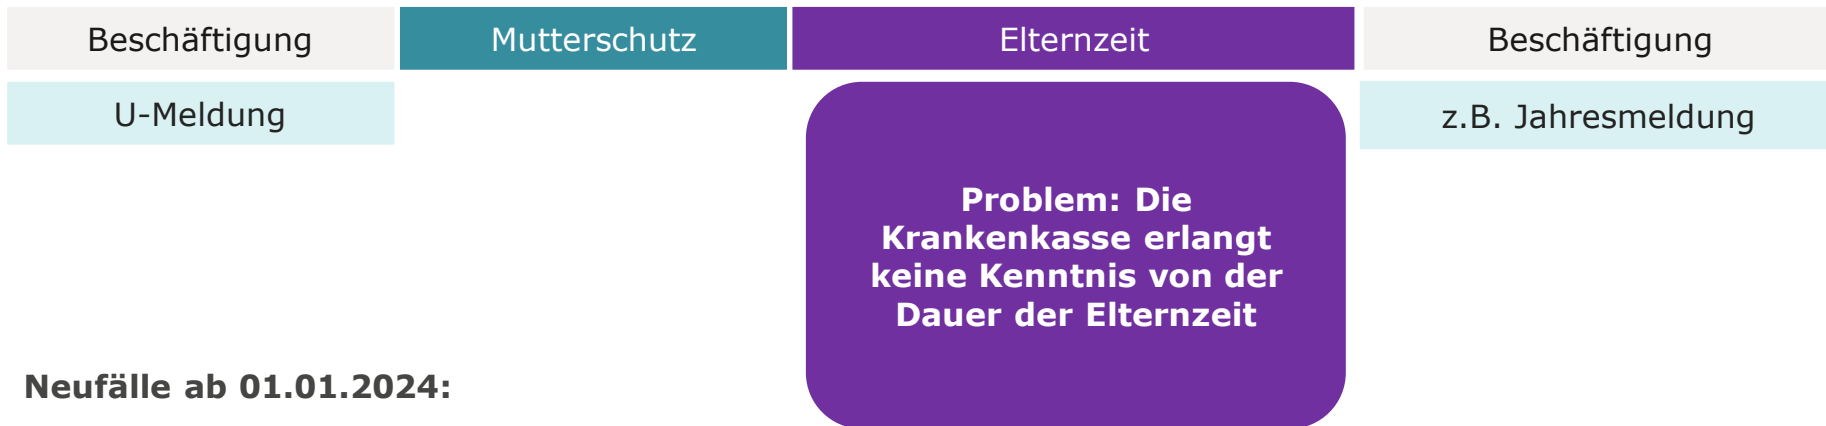 Beschäftigung
Mutterschutz
Elternzeit
Beschäftigung
U-Meldung
z.B. Jahresmeldung
Problem: Die
Krankenkasse erlangt
keine Kenntnis von der
Dauer der Elternzeit
Neufälle ab 01.01.2024: